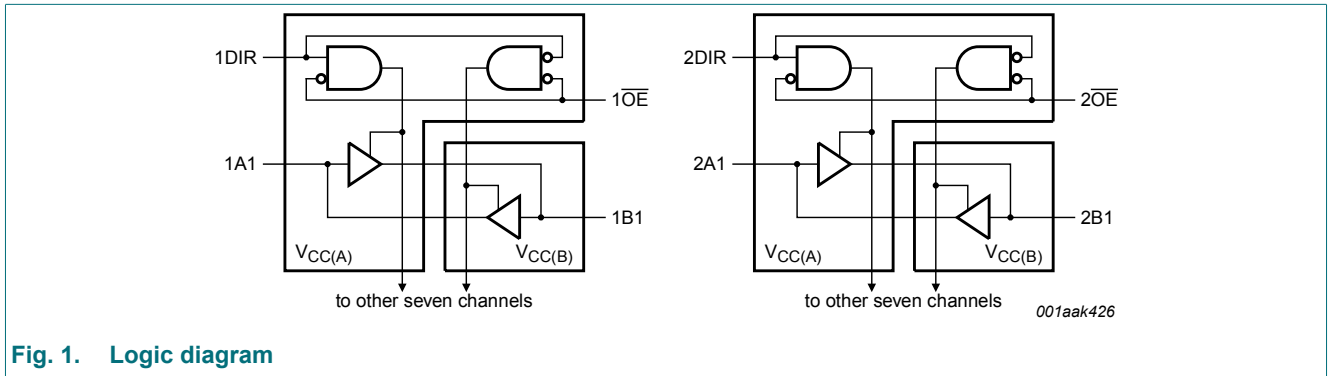 1DIR
1OE
1A1
1B1
VCC(A)
VCC(B)
to other seven channels
2DIR
2OE
2A1
2B1
VCC(A)
VCC(B)
to other seven channels
001aak426
Fig. 1. Logic diagram